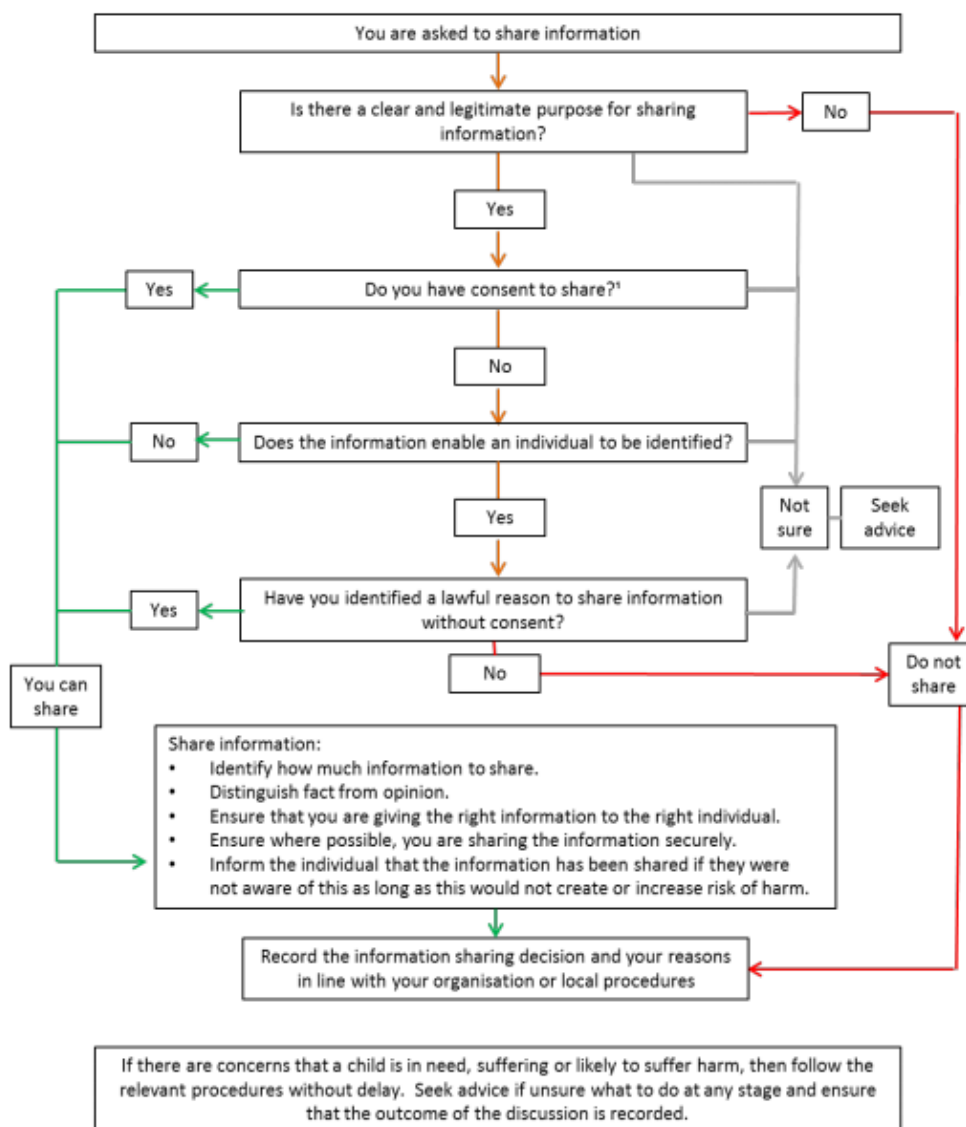 You are asked to share information
Is there a clear and legitimate purpose for sharing
information?
No
Yes
Yes
Do you have consent to share?¹
No
No
Does the information enable an individual to be identified?
Yes
Not
sure
Seek
advice
Yes
Have you identified a lawful reason to share information
without consent?
No
Do not
share
You can
share
Share information:
• Identify how much information to share.
• Distinguish fact from opinion.
• Ensure that you are giving the right information to the right individual.
• Ensure where possible, you are sharing the information securely.
• Inform the individual that the information has been shared if they were
not aware of this as long as this would not create or increase risk of harm.
Record the information sharing decision and your reasons
in line with your organisation or local procedures
If there are concerns that a child is in need, suffering or likely to suffer harm, then follow the
relevant procedures without delay. Seek advice if unsure what to do at any stage and ensure
that the outcome of the discussion is recorded.